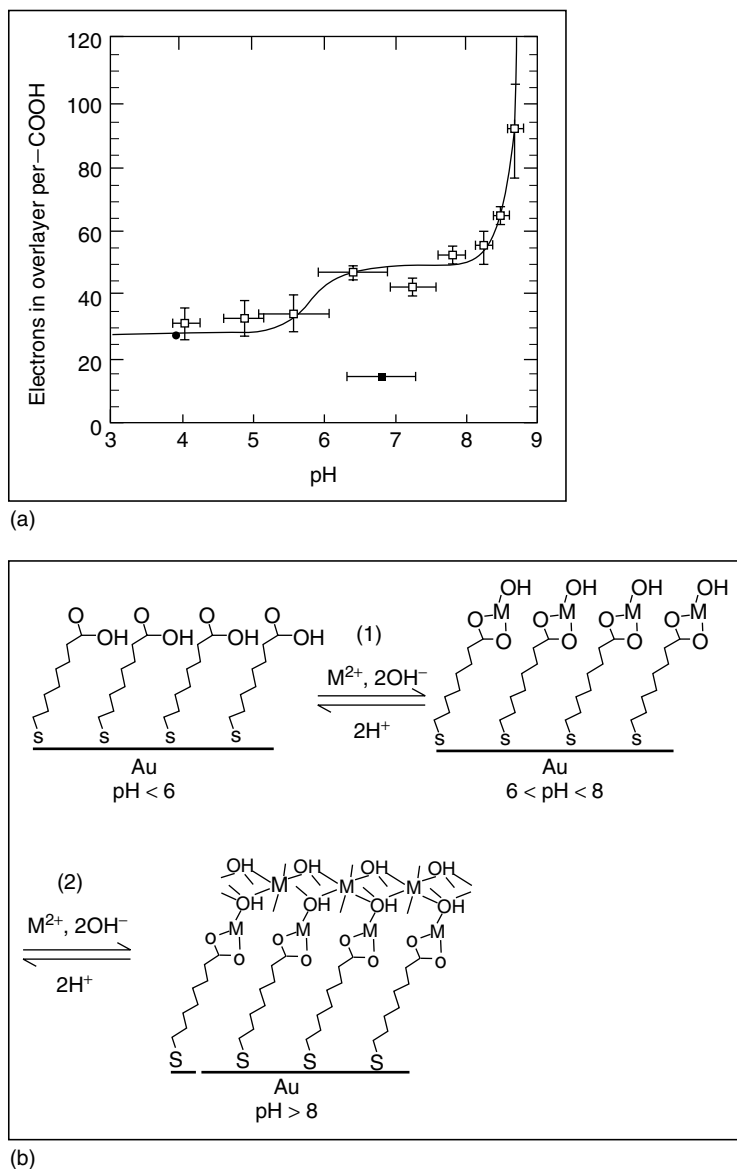 120
100
80
60
40
20
0
Electrons in overlayer per–COOH
3 4 5 6 7 8 9
pH
(a)
O O O O
OH OH OH OH
S S S S
Au
pH < 6
(1)
M²⁺, 2OH⁻
2H⁺
OH OH OH OH
O M O M O M O M
O O O O
S S S S
Au
6 < pH < 8
(2)
M²⁺, 2OH⁻
2H⁺
OH OH OH OH
M M M
OH OH OH OH
M M M M
o o o o
o o o o
S S S S
Au
pH > 8
(b)